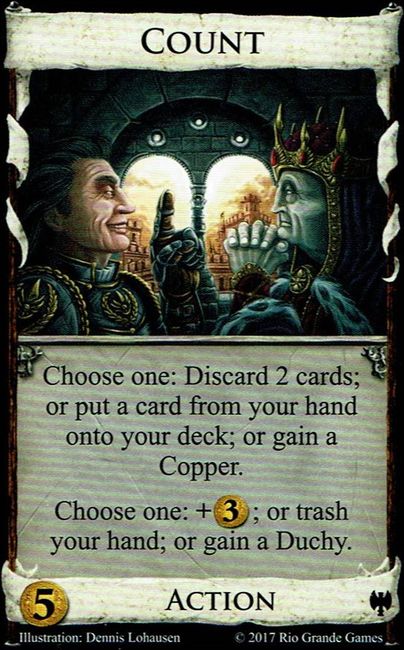 COUNT
Choose one: Discard 2 cards;
or put a card from your hand
onto your deck; or gain a
Copper.
Choose one: +3; or trash
your hand; or gain a Duchy.
5 ACTION
Illustration: Dennis Lohausen © 2017 Rio Grande Games